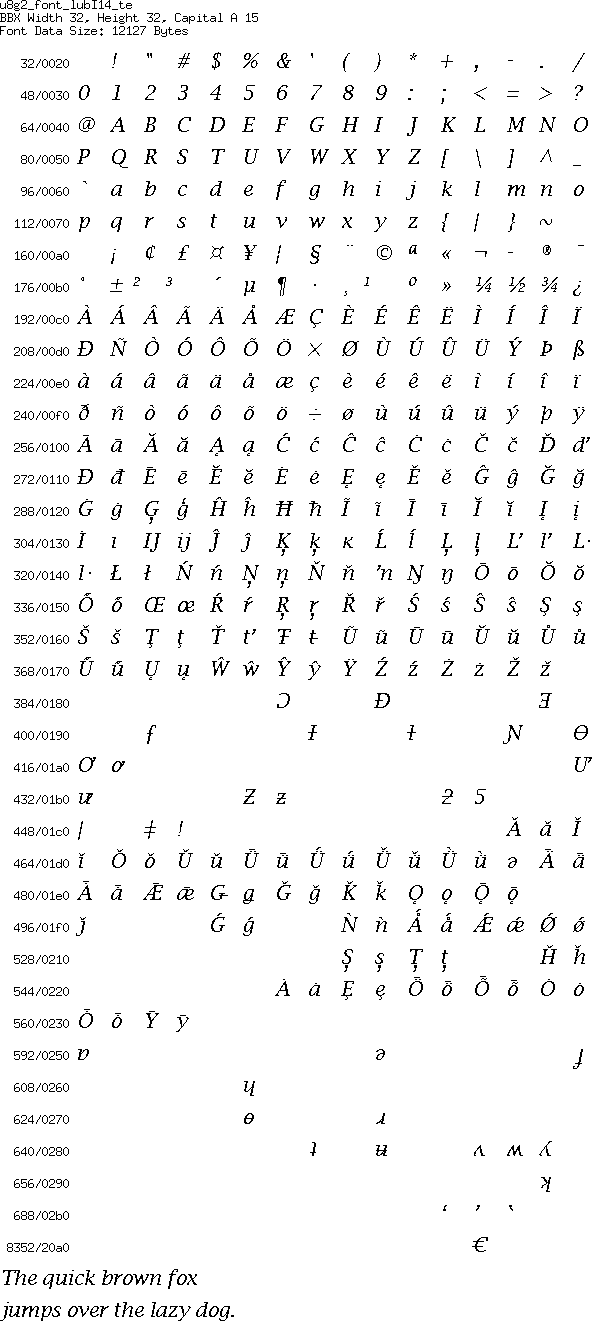 u8g2_font_lubI14_te
BBX Width 32, Height 32, Capital A 15
Font Data Size: 12127 Bytes
32/0020 ! " # $ % & ' ( ) * + , - . /
48/0030 0 1 2 3 4 5 6 7 8 9 : ; < = > ?
64/0040 @ A B C D E F G H I J K L M N O
80/0050 P Q R S T U V W X Y Z [ \ ] ^ _
96/0060 ` a b c d e f g h i j k l m n o
112/0070 p q r s t u v w x y z { | } ~
160/00a0 ¡ ¢ £ ¤ ¥ ¦ § ¨ © ª « ¬ - ® ¯
176/00b0 ° ± ² ³ ´ µ ¶ · ¸ ¹ º » ¼ ½ ¾ ¿
192/00c0 À Á Â Ã Ä Å Æ Ç È É Ê Ë Ì Í Î Ï
208/00d0 Ð Ñ Ò Ó Ô Õ Ö × Ø Ù Ú Û Ü Ý Þ ß
224/00e0 à á â ã ä å æ ç è é ê ë ì í î ï
240/00f0 ð ñ ò ó ô õ ö ÷ ø ù ú û ü ý þ ÿ
256/0100 Ā ā Ă ă Ą ą Ć ć Ĉ ĉ Ċ ċ Č č Ď ď
272/0110 Đ đ Ē ē Ĕ ĕ Ė ė Ę ę Ě ě Ĝ ĝ Ğ ğ
288/0120 Ġ ġ Ģ ģ Ĥ ĥ Ħ ħ Ĩ ĩ Ī ī Ĭ ĭ Į į
304/0130 İ ı Ĳ ĳ Ĵ ĵ Ķ ķ ĸ Ĺ ĺ Ļ ļ Ľ ľ Ŀ
320/0140 ŀ Ł ł Ń ń Ņ ņ Ň ň ŉ Ŋ ŋ Ō ō Ŏ ŏ
336/0150 Ő ő Œ œ Ŕ ŕ Ŗ ŗ Ř ř Ś ś Ŝ ŝ Ş ş
352/0160 Š š Ţ ţ Ť ť Ŧ ŧ Ũ ũ Ū ū Ŭ ŭ Ů ů
368/0170 Ű ű Ų ų Ŵ ŵ Ŷ ŷ Ÿ Ź ź Ż ż Ž ž
384/0180 Ɔ Ɖ Ǝ
400/0190 ƒ Ɨ ƚ Ɲ Ɵ
416/01a0 Ơ ơ Ư
432/01b0 ư Ƶ ƶ ƻ Ƽ
448/01c0 ǀ ǂ ǃ Ǎ ǎ Ǐ
464/01d0 ǐ Ǒ ǒ Ǔ ǔ Ǖ ǖ Ǘ ǘ Ǚ ǚ Ǜ ǜ ǝ Ǟ ǟ
480/01e0 Ǡ ǡ Ǣ ǣ Ǥ ǥ Ǧ ǧ Ǩ ǩ Ǫ ǫ Ǭ ǭ
496/01f0 ǰ Ǵ ǵ Ǹ ǹ Ǻ ǻ Ǽ ǽ Ǿ ǿ
528/0210 Ș ș Ț ț Ȟ ȟ
544/0220 Ȧ ȧ Ȩ ȩ Ȫ ȫ Ȭ ȭ Ȯ ȯ
560/0230 Ȱ ȱ Ȳ ȳ
592/0250 ɐ ə ɟ
608/0260 ɥ
624/0270 ɵ ɹ
640/0280 ʇ ʉ ʌ ʍ ʎ
656/0290 ʞ
688/02b0 ʻ ʼ ʽ
8352/20a0 €
The quick brown fox
jumps over the lazy dog.